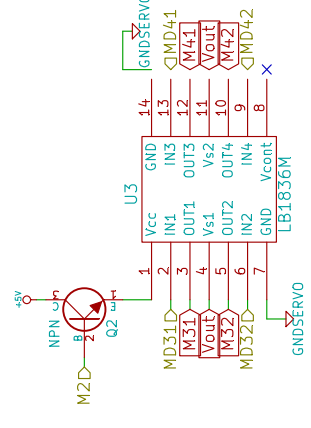 GNDSERVO
MD41
M41
Vout
M42
MD42
14
13
12
11
10
9
8
GND
IN3
OUT3
Vs2
OUT4
IN4
Vcont
U3
LB1836M
Vcc
IN1
OUT1
Vs1
OUT2
IN2
GND
1
2
3
4
5
6
7
+5V
C
E
1
B
2
NPN
Q2
M2
MD31
M31
Vout
M32
MD32
GNDSERVO